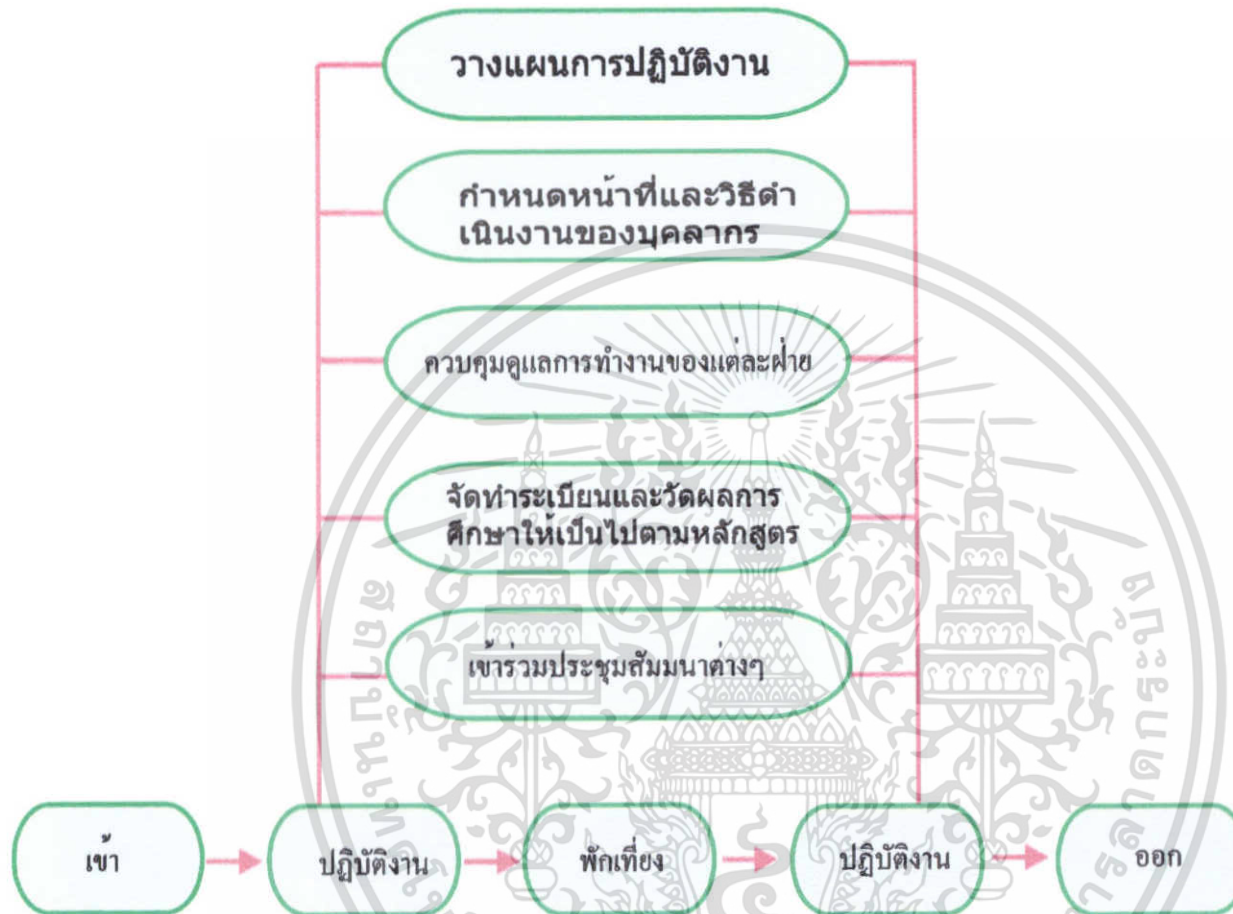 วางแผนการปฏิบัติงาน
กำหนดหน้าที่และวิธีดำ
เนินงานของบุคลากร
ควบคุมดูแลการทำงานของแต่ละฝ่าย
จัดทำระเบียนและวัดผลการ
ศึกษาให้เป็นไปตามหลักสูตร
เข้าร่วมประชุมสัมมนาต่างๆ
เข้า
ปฏิบัติงาน
พักเที่ยง
ปฏิบัติงาน
ออก